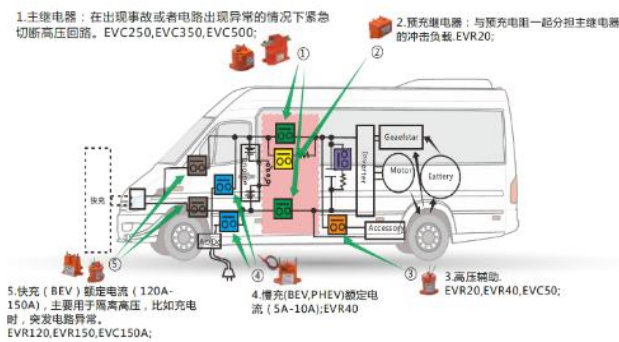 1.主继电器：在出现事故或者电路出现异常的情况下紧急
切断高压回路。EVC250,EVC350,EVC500;
①
②
2.预充继电器：与预充电阻一起分担主继电器
的冲击负载.EVR20;
快充
Inverter
Motor
Accessory
⑤
④
③
5.快充（BEV）额定电流（120A-
150A），主要用于隔离高压，比如充电
时，突发电路异常。
EVR120,EVR150,EVC150A;
4.慢充(BEV,PHEV)额定电
流（5A-10A);EVR40
3.高压辅助.
EVR20,EVR40,EVC50;